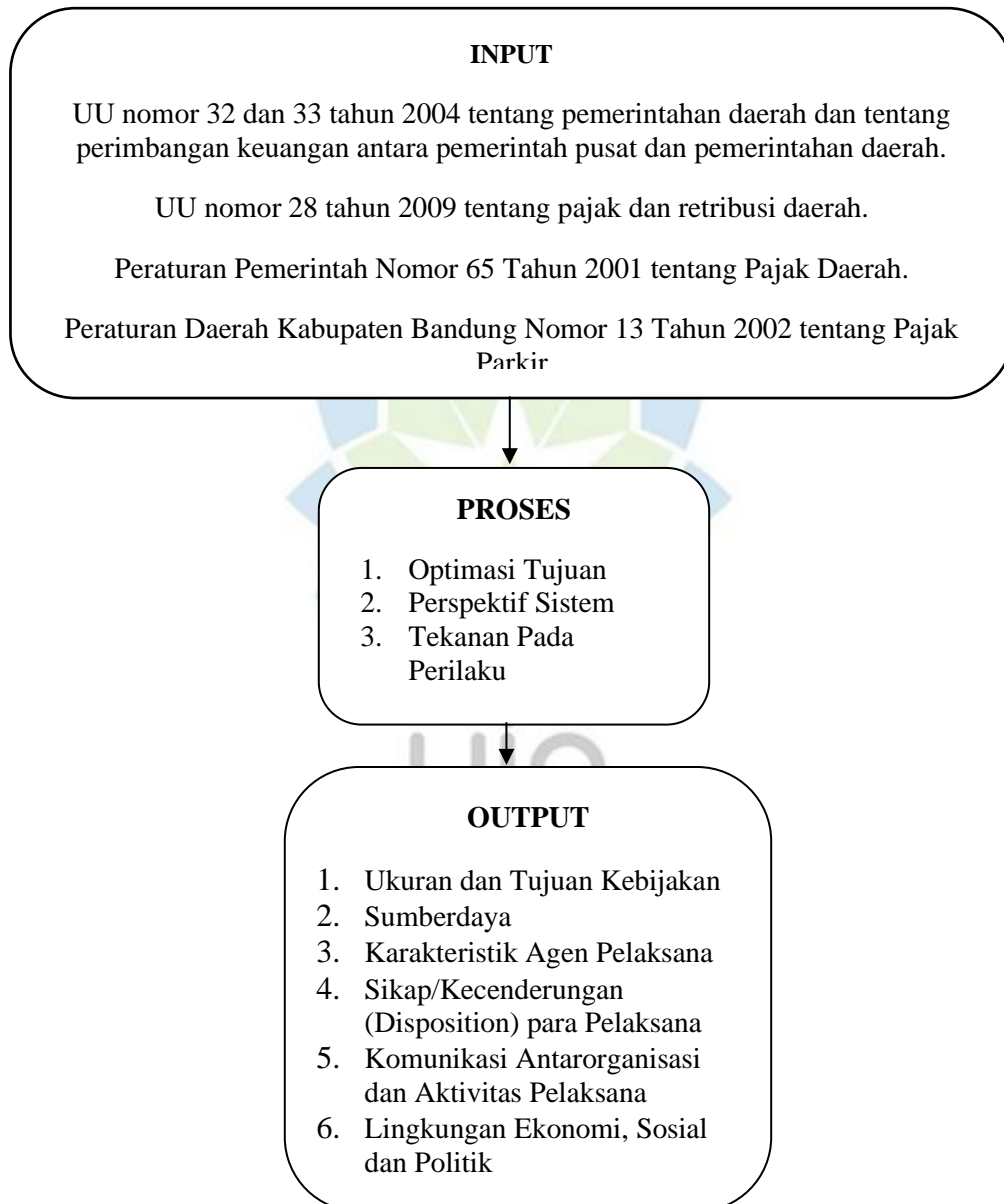 INPUT
UU nomor 32 dan 33 tahun 2004 tentang pemerintahan daerah dan tentang
perimbangan keuangan antara pemerintah pusat dan pemerintahan daerah.
UU nomor 28 tahun 2009 tentang pajak dan retribusi daerah.
Peraturan Pemerintah Nomor 65 Tahun 2001 tentang Pajak Daerah.
Peraturan Daerah Kabupaten Bandung Nomor 13 Tahun 2002 tentang Pajak
Parkir
PROSES
1. Optimasi Tujuan
2. Perspektif Sistem
3. Tekanan Pada
Perilaku
OUTPUT
1. Ukuran dan Tujuan Kebijakan
2. Sumberdaya
3. Karakteristik Agen Pelaksana
4. Sikap/Kecenderungan
(Disposition) para Pelaksana
5. Komunikasi Antarorganisasi
dan Aktivitas Pelaksana
6. Lingkungan Ekonomi, Sosial
dan Politik